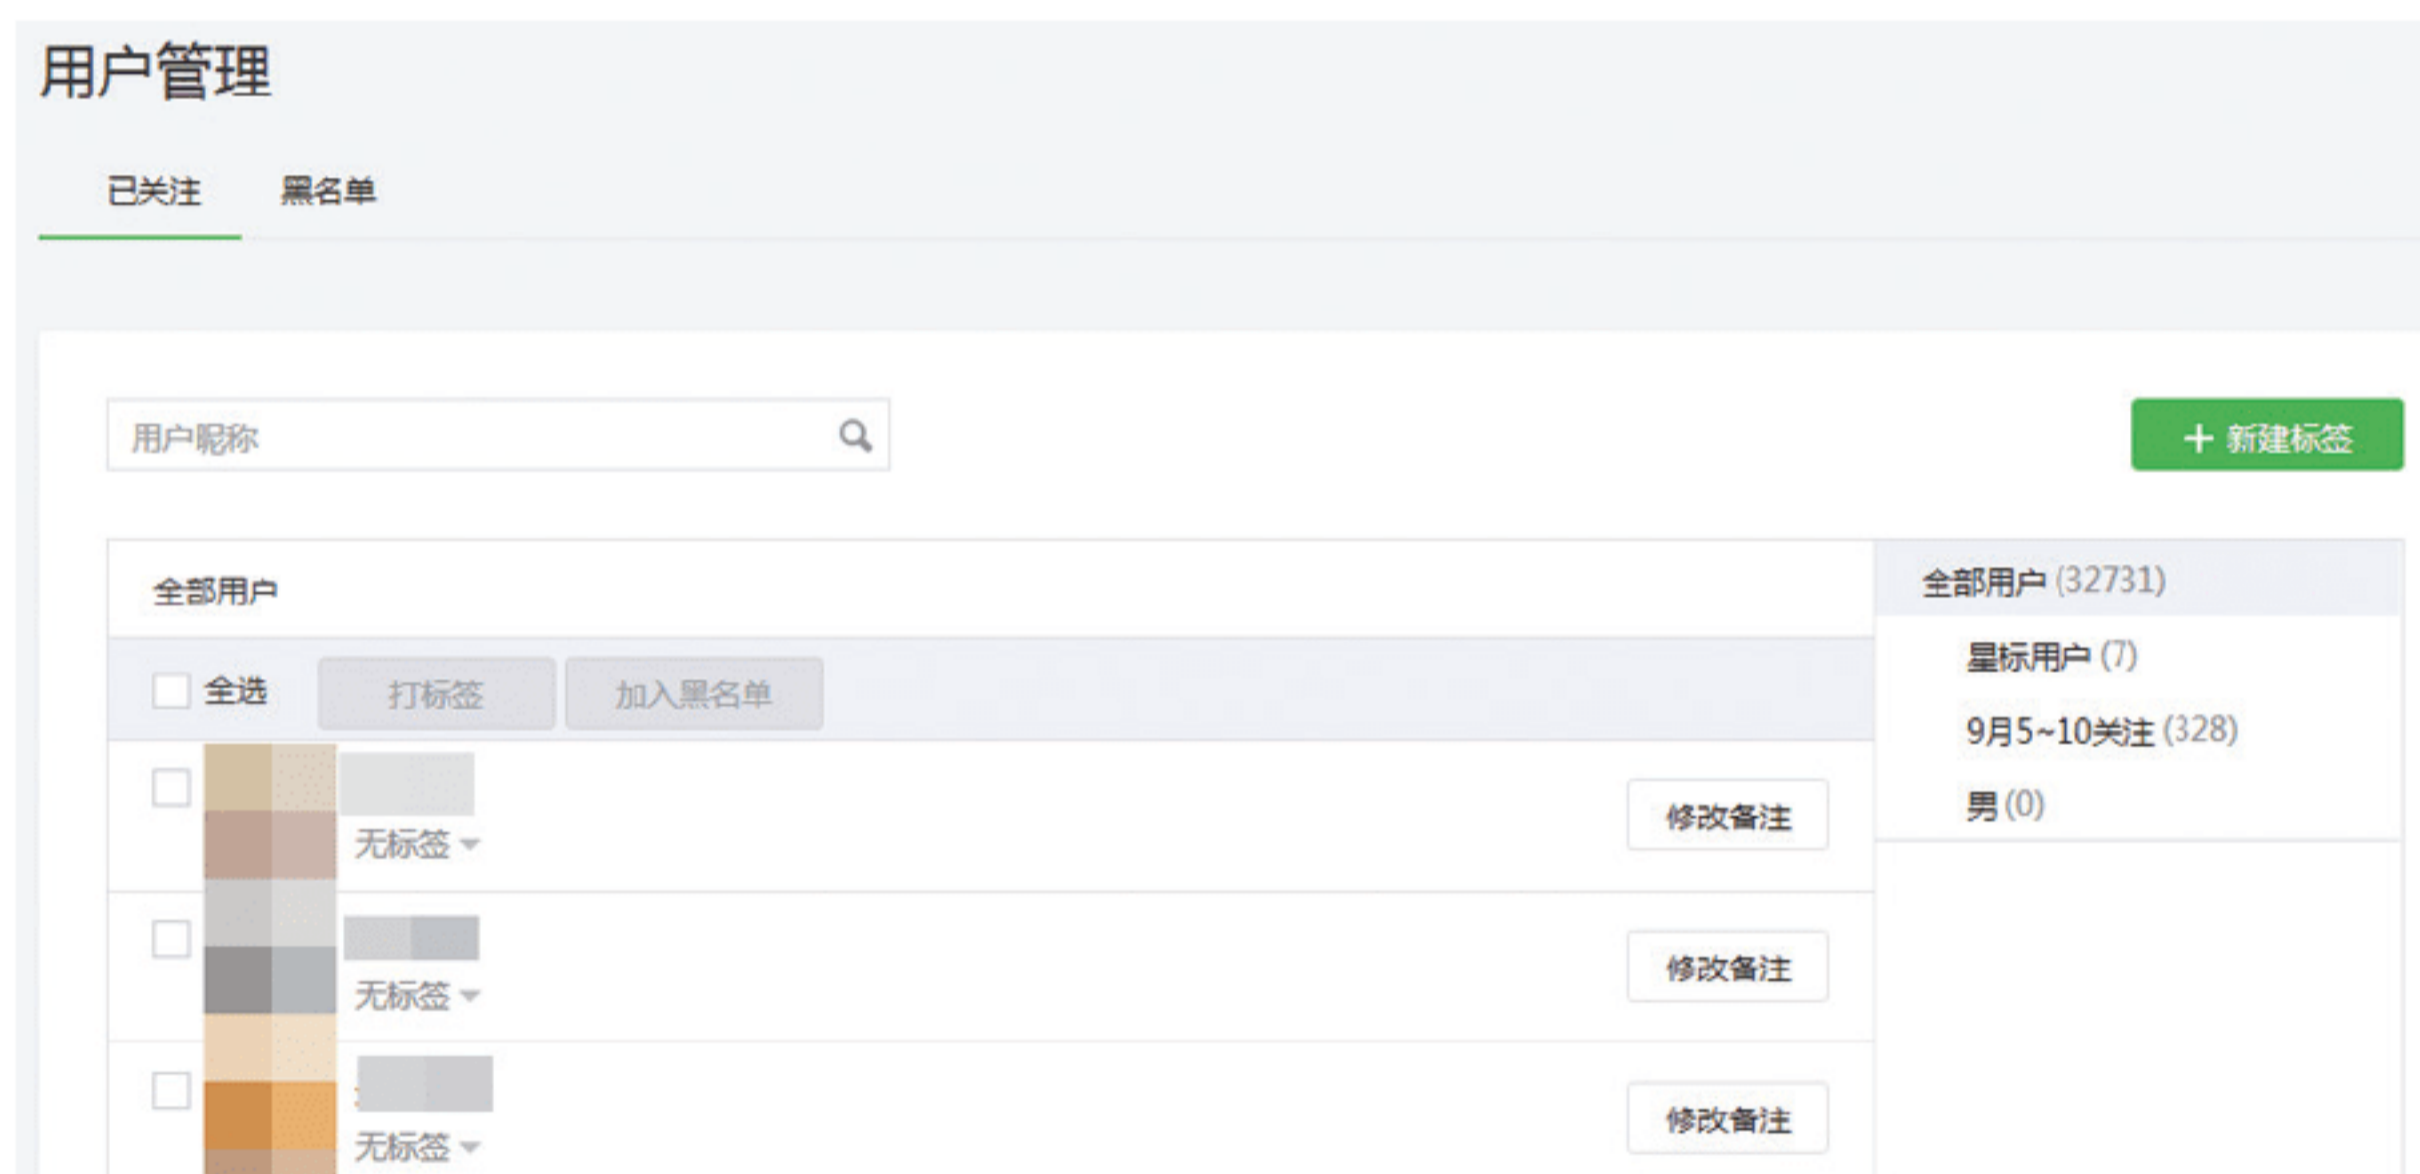 用户管理
已关注 黑名单
用户昵称
+ 新建标签
全部用户
全选 打标签 加入黑名单
无标签 修改备注
无标签 修改备注
无标签 修改备注
全部用户 (32731)
星标用户 (7)
9月5~10关注 (328)
男 (0)